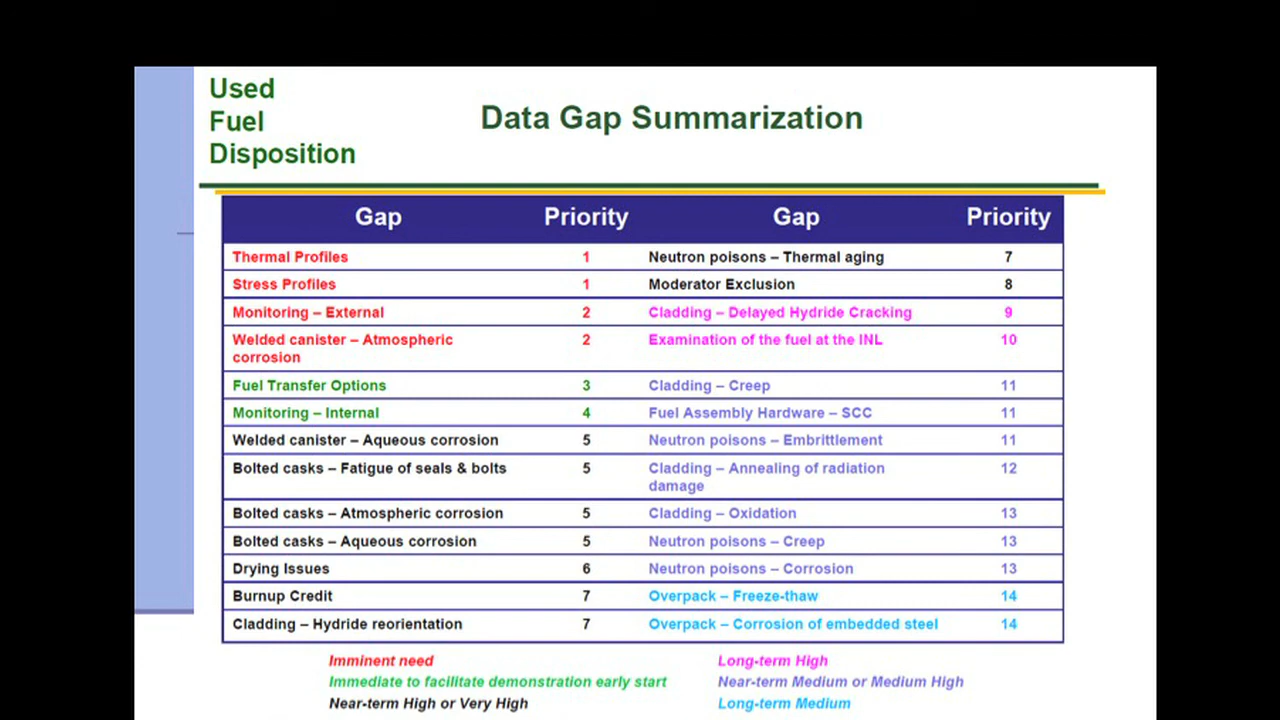 Used
Fuel
Disposition
Data Gap Summarization
Gap Priority Gap Priority
Thermal Profiles 1 Neutron poisons – Thermal aging 7
Stress Profiles 1 Moderator Exclusion 8
Monitoring – External 2 Cladding – Delayed Hydride Cracking 9
Welded canister – Atmospheric
corrosion 2 Examination of the fuel at the INL 10
Fuel Transfer Options 3 Cladding – Creep 11
Monitoring – Internal 4 Fuel Assembly Hardware – SCC 11
Welded canister – Aqueous corrosion 5 Neutron poisons – Embrittlement 11
Bolted casks – Fatigue of seals & bolts 5 Cladding – Annealing of radiation
damage 12
Bolted casks – Atmospheric corrosion 5 Cladding – Oxidation 13
Bolted casks – Aqueous corrosion 5 Neutron poisons – Creep 13
Drying Issues 6 Neutron poisons – Corrosion 13
Burnup Credit 7 Overpack – Freeze-thaw 14
Cladding – Hydride reorientation 7 Overpack – Corrosion of embedded steel 14
Imminent need Long-term High
Immediate to facilitate demonstration early start Near-term Medium or Medium High
Near-term High or Very High Long-term Medium